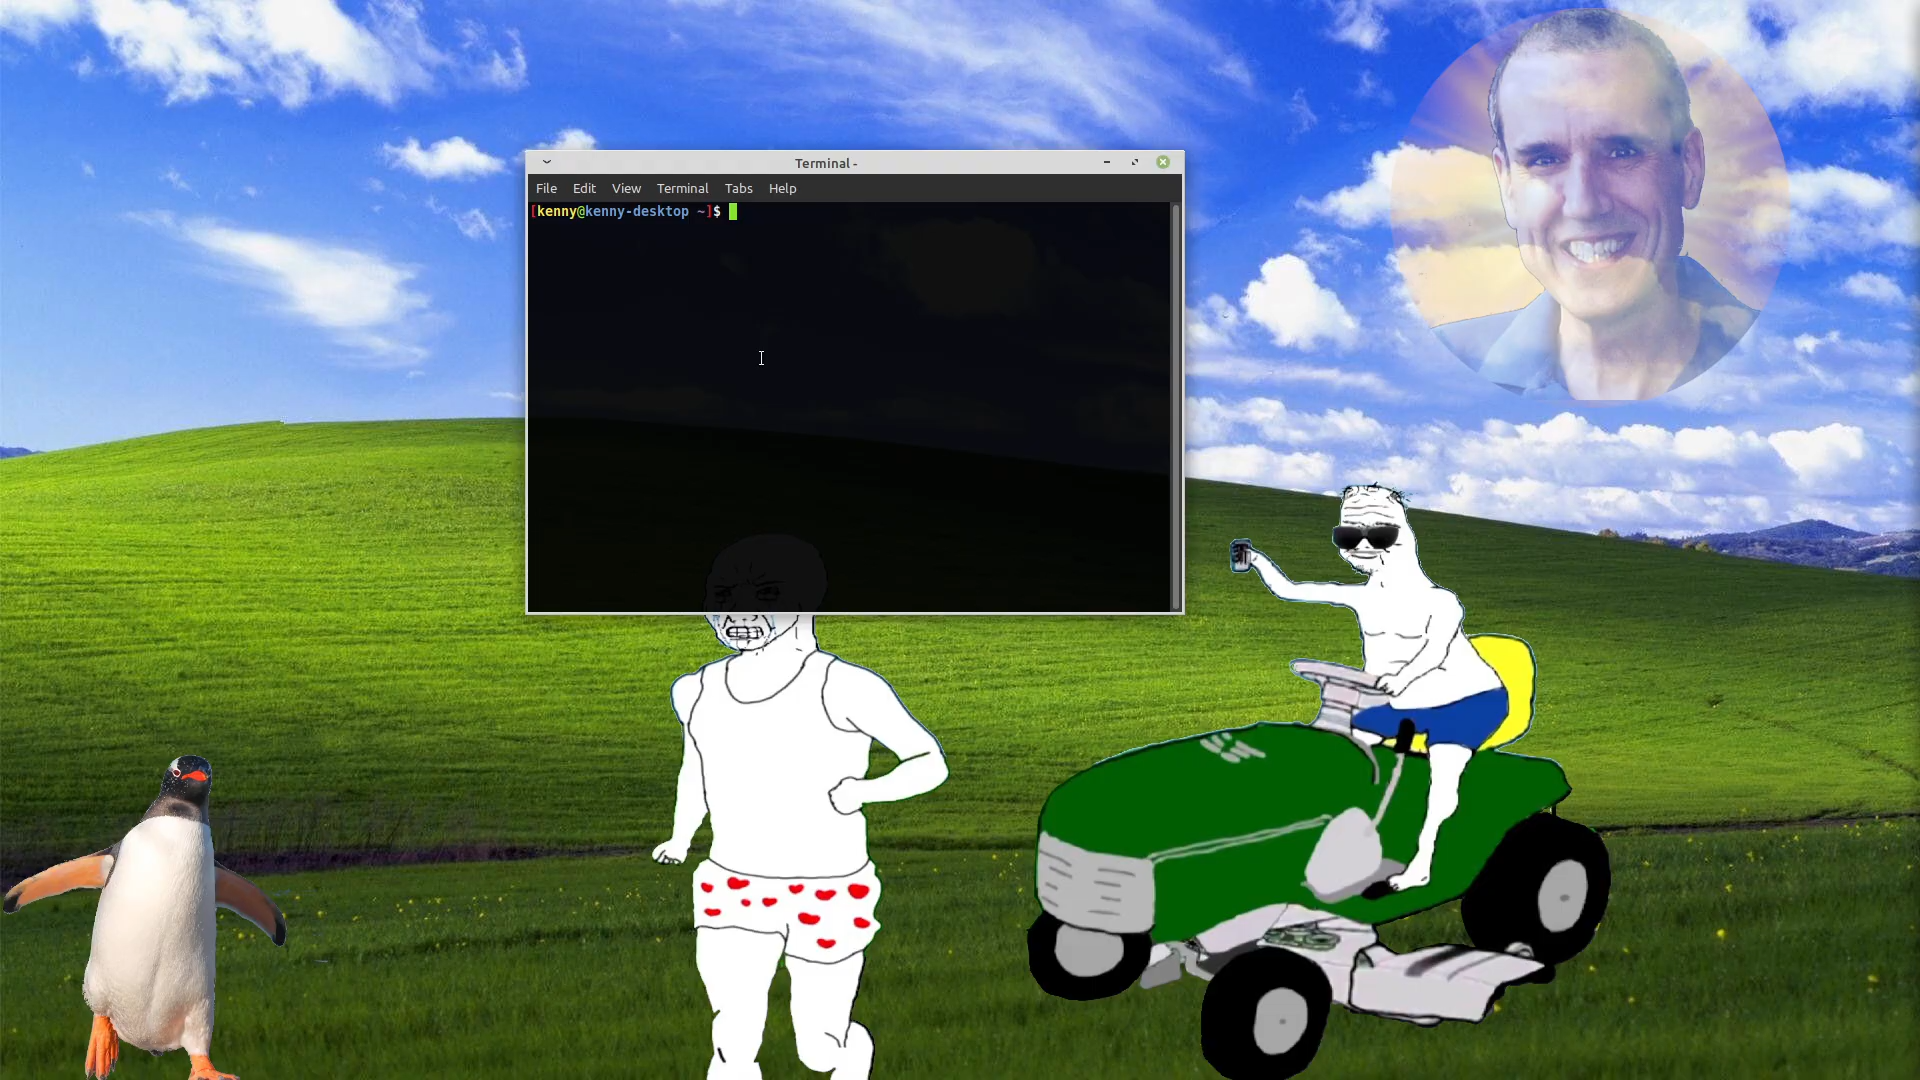 Terminal -
File Edit View Terminal Tabs Help
[kenny@kenny-desktop ~]$